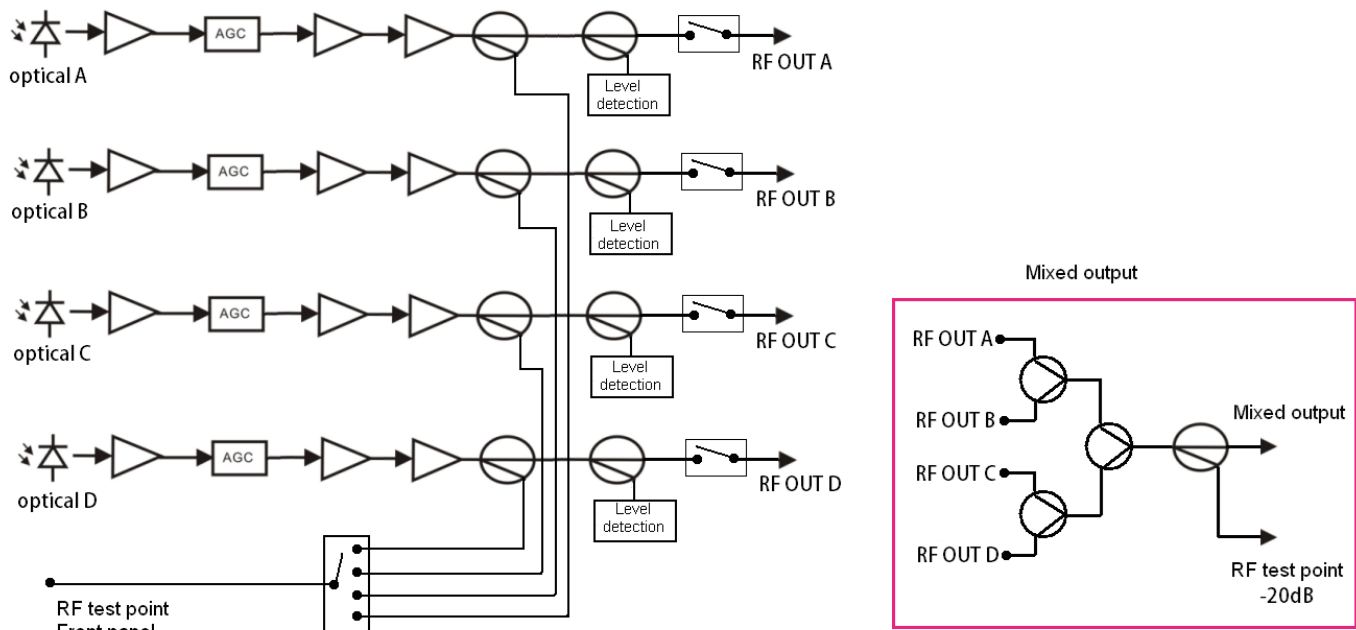 AGC
optical A
RF OUT A
Level
detection
AGC
optical B
RF OUT B
Level
detection
AGC
optical C
RF OUT C
Level
detection
AGC
optical D
RF OUT D
Level
detection
RF test point
Front panel
Mixed output
RF OUT A
RF OUT B
Mixed output
RF OUT C
RF OUT D
RF test point
-20dB